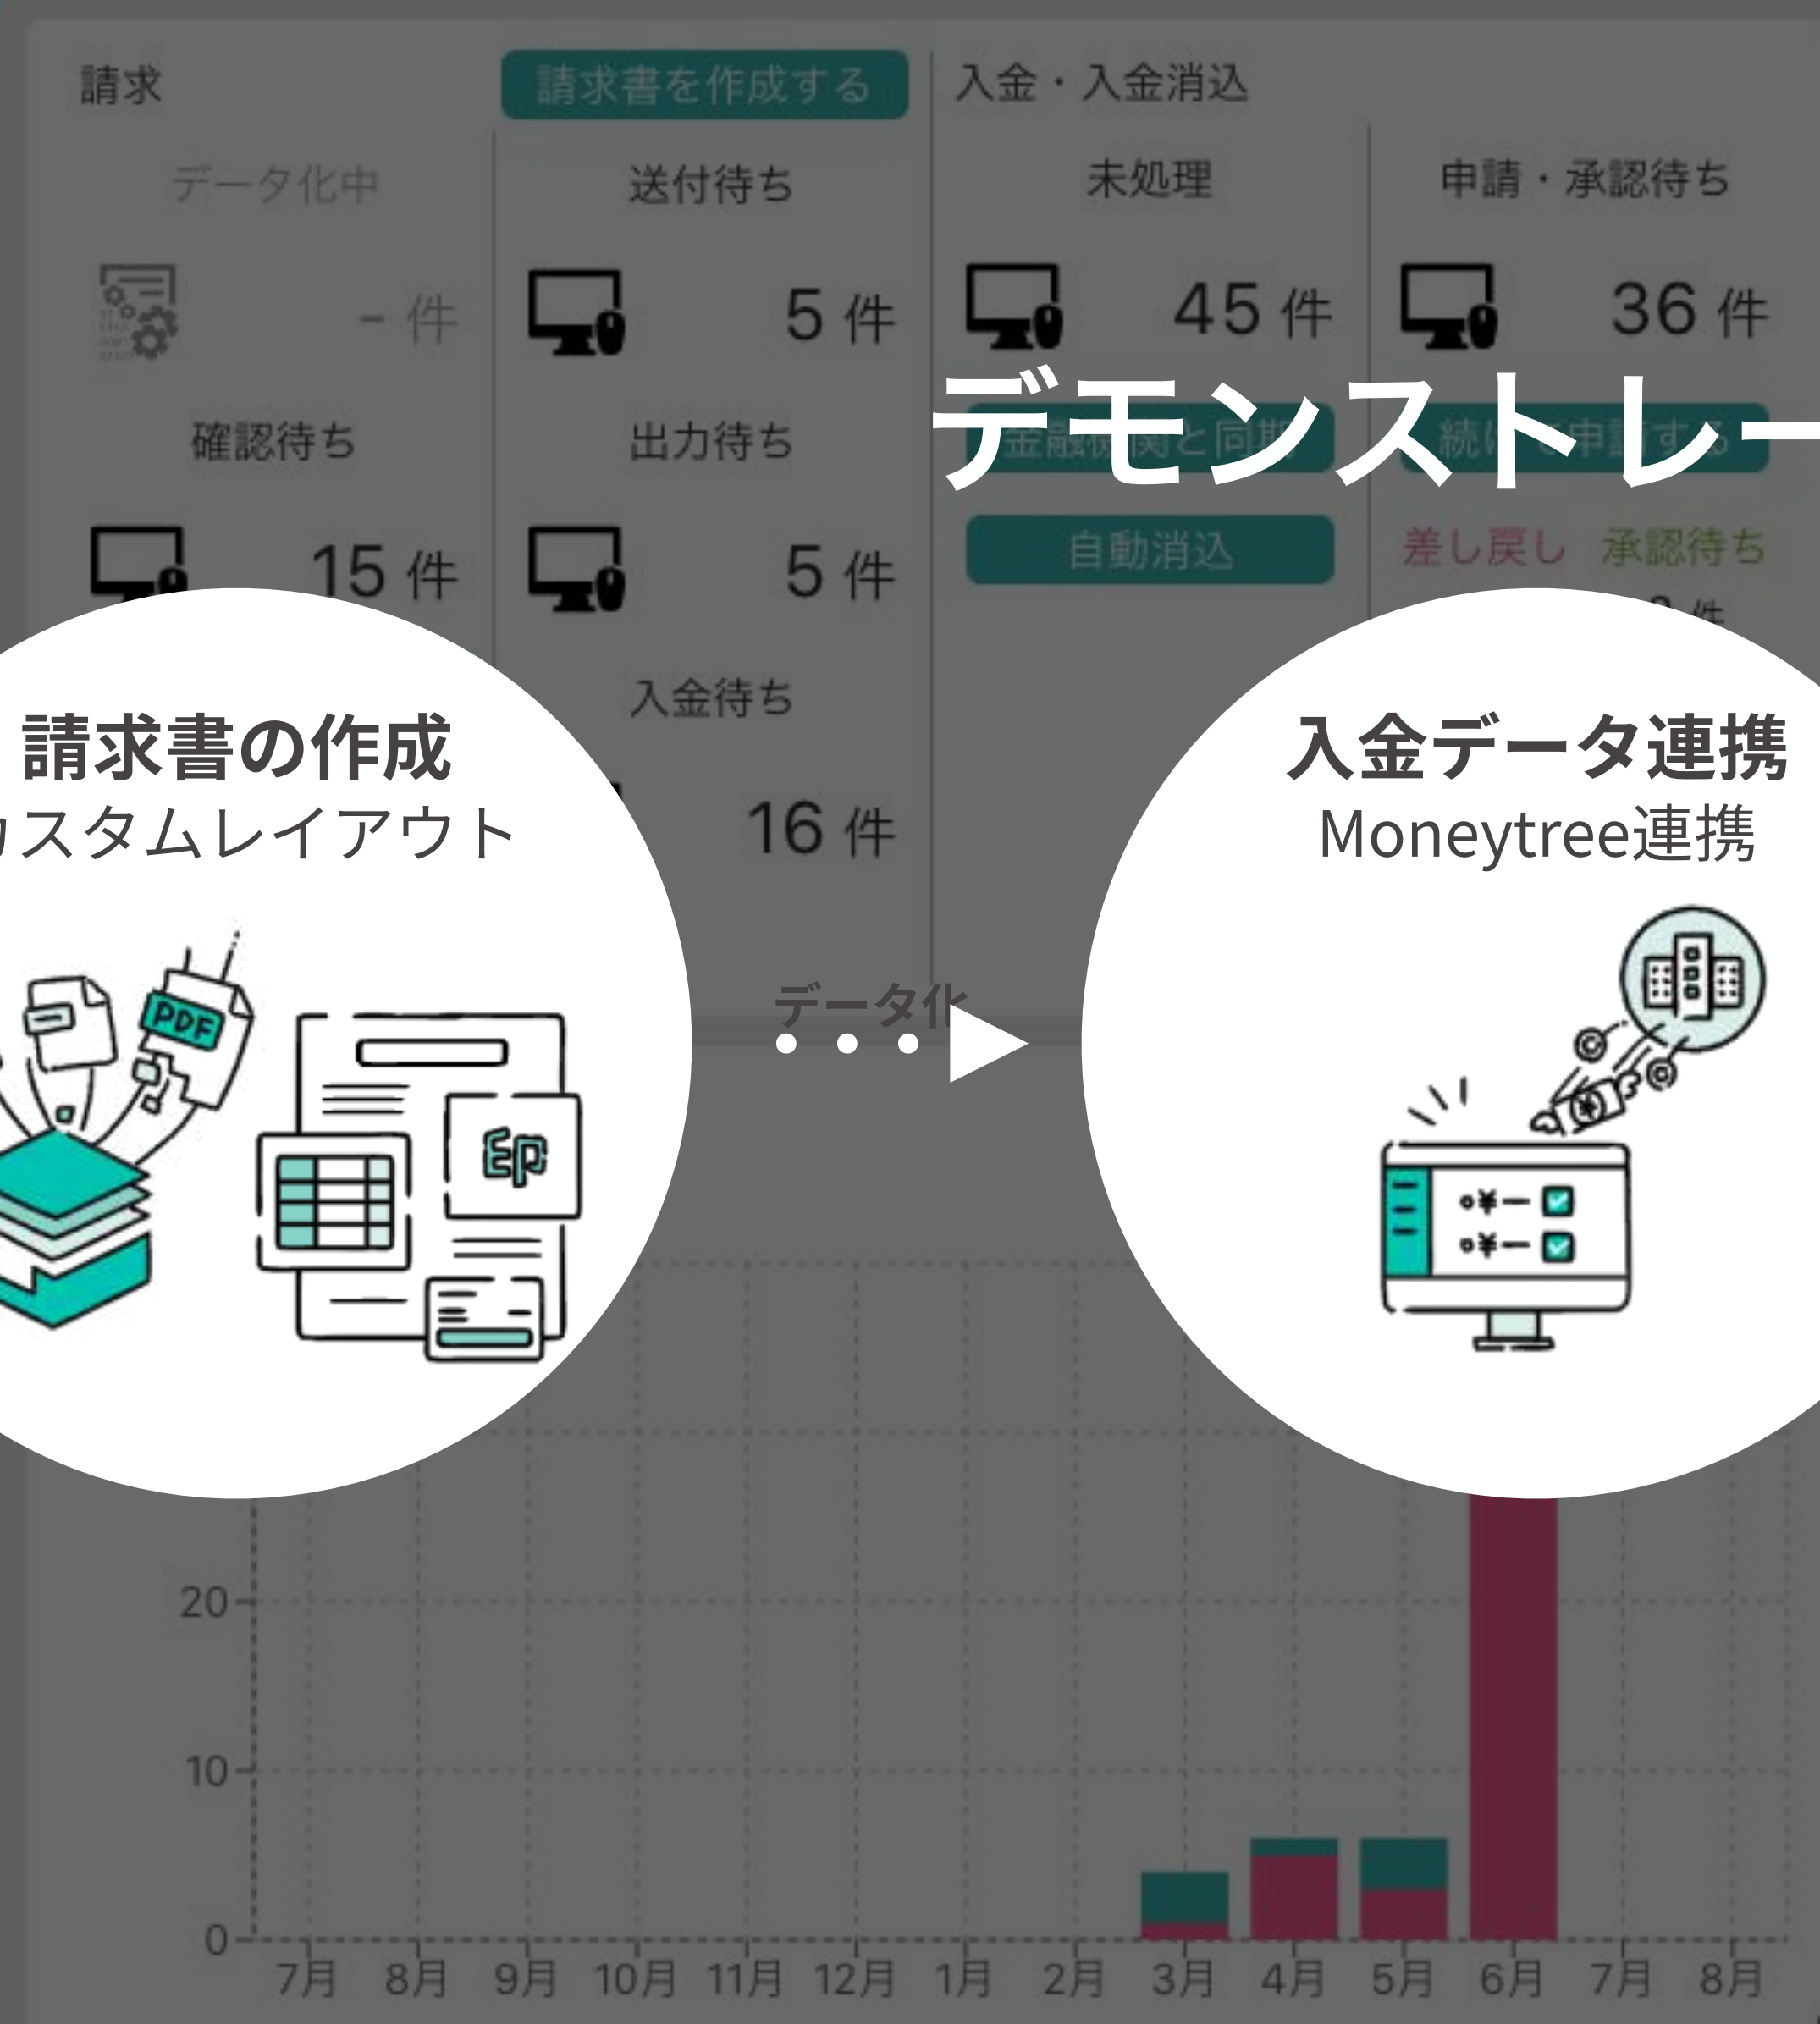 請求
請求書を作成する
入金・入金消込
データ化中
送付待ち
未処理
申請・承認待ち
- 件
5 件
45 件
36 件
デモンストレー
確認待ち
出力待ち
15 件
5 件
自動消込
差し戻し
承認待ち
件
入金待ち
16 件
請求書の作成
カスタムレイアウト
PDF
印
データ化
入金データ連携
Moneytree連携
20
10
0
7月 8月 9月 10月 11月 12月 1月 2月 3月 4月 5月 6月 7月 8月